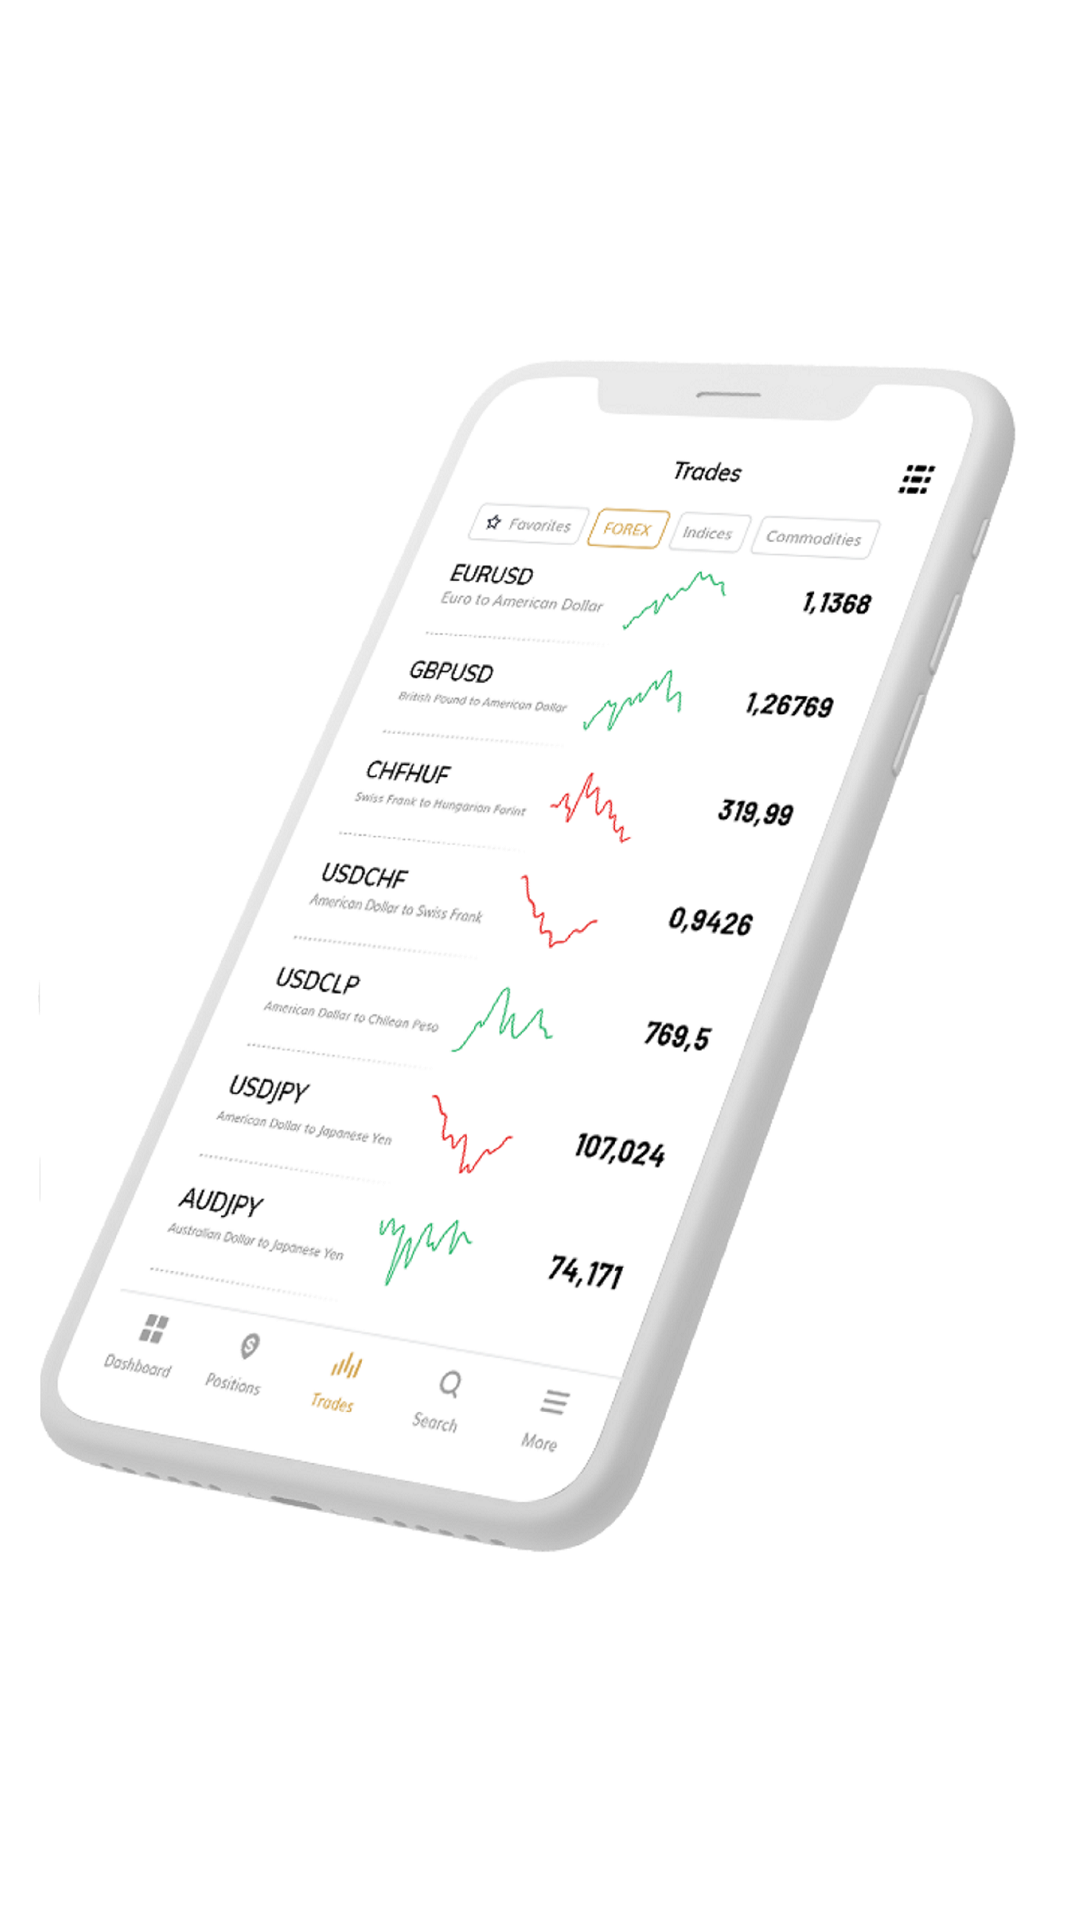 Trades
Favorites
FOREX
Indices
Commodities
EURUSD
Euro to American Dollar
1,1368
GBPUSD
British Pound to American Dollar
1,26769
CHFHUF
Swiss Frank to Hungarian Forint
319,99
USDCHF
American Dollar to Swiss Frank
0,9426
USDCLP
American Dollar to Chilean Peso
769,5
USDJPY
American Dollar to Japanese Yen
107,024
AUDJPY
Australian Dollar to Japanese Yen
74,171
Dashboard
Positions
Trades
Search
More